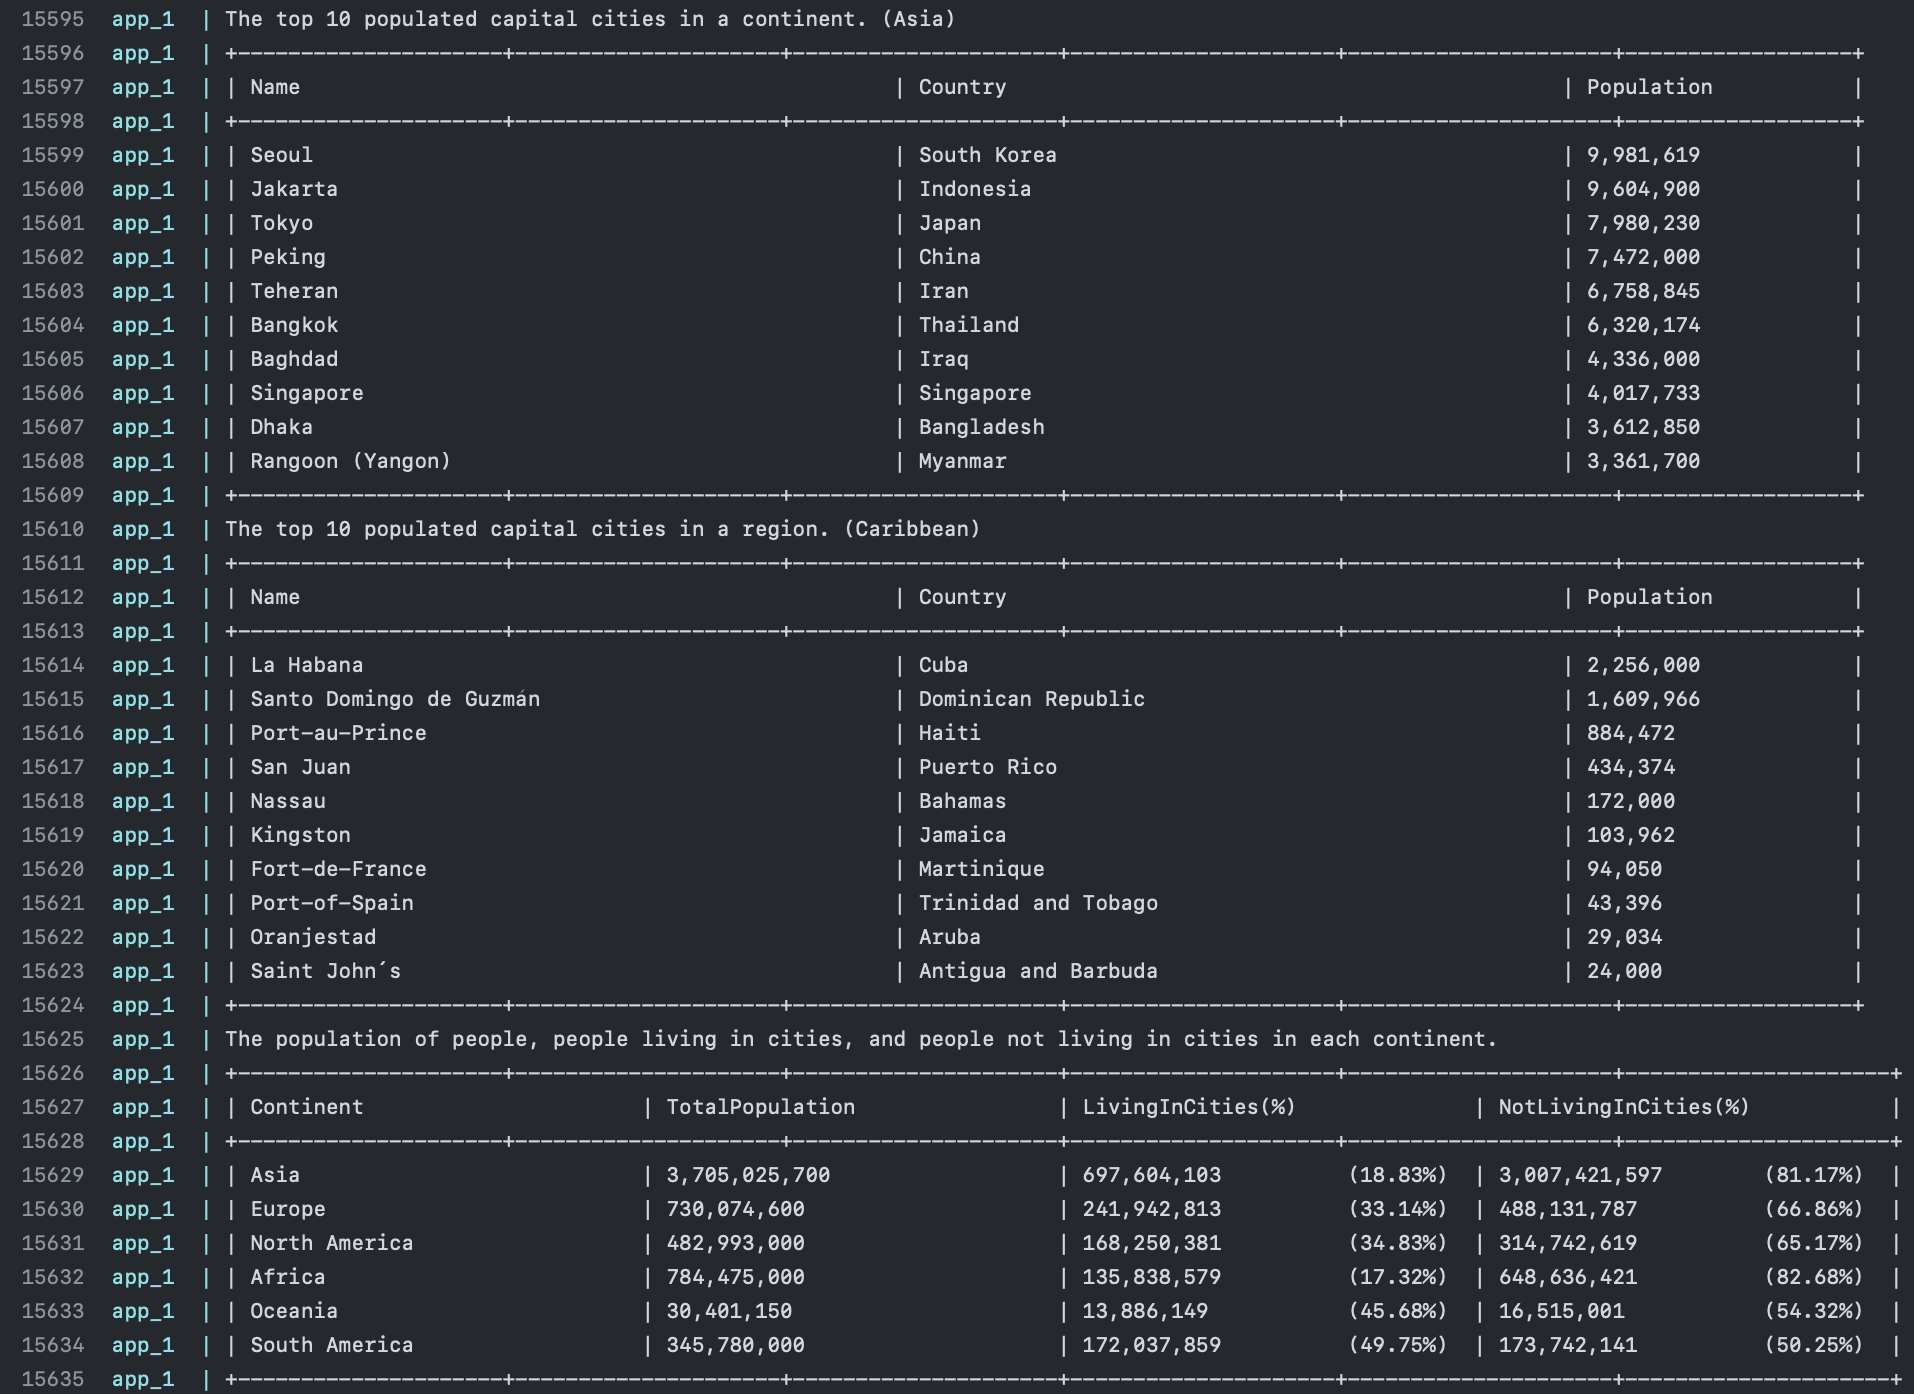 15595 app_1 | The top 10 populated capital cities in a continent. (Asia)
15596 app_1 | +---------------------+---------------------+---------------------+---------------------+---------------------+------------------+
15597 app_1 | | Name | Country | Population |
15598 app_1 | +---------------------+---------------------+---------------------+---------------------+---------------------+------------------+
15599 app_1 | | Seoul | South Korea | 9,981,619 |
15600 app_1 | | Jakarta | Indonesia | 9,604,900 |
15601 app_1 | | Tokyo | Japan | 7,980,230 |
15602 app_1 | | Peking | China | 7,472,000 |
15603 app_1 | | Teheran | Iran | 6,758,845 |
15604 app_1 | | Bangkok | Thailand | 6,320,174 |
15605 app_1 | | Baghdad | Iraq | 4,336,000 |
15606 app_1 | | Singapore | Singapore | 4,017,733 |
15607 app_1 | | Dhaka | Bangladesh | 3,612,850 |
15608 app_1 | | Rangoon (Yangon) | Myanmar | 3,361,700 |
15609 app_1 | +---------------------+---------------------+---------------------+---------------------+---------------------+------------------+
15610 app_1 | The top 10 populated capital cities in a region. (Caribbean)
15611 app_1 | +---------------------+---------------------+---------------------+---------------------+---------------------+------------------+
15612 app_1 | | Name | Country | Population |
15613 app_1 | +---------------------+---------------------+---------------------+---------------------+---------------------+------------------+
15614 app_1 | | La Habana | Cuba | 2,256,000 |
15615 app_1 | | Santo Domingo de Guzmán | Dominican Republic | 1,609,966 |
15616 app_1 | | Port-au-Prince | Haiti | 884,472 |
15617 app_1 | | San Juan | Puerto Rico | 434,374 |
15618 app_1 | | Nassau | Bahamas | 172,000 |
15619 app_1 | | Kingston | Jamaica | 103,962 |
15620 app_1 | | Fort-de-France | Martinique | 94,050 |
15621 app_1 | | Port-of-Spain | Trinidad and Tobago | 43,396 |
15622 app_1 | | Oranjestad | Aruba | 29,034 |
15623 app_1 | | Saint John´s | Antigua and Barbuda | 24,000 |
15624 app_1 | +---------------------+---------------------+---------------------+---------------------+---------------------+------------------+
15625 app_1 | The population of people, people living in cities, and people not living in cities in each continent.
15626 app_1 | +---------------------+---------------------+---------------------+---------------------+---------------------+---------------------+
15627 app_1 | | Continent | TotalPopulation | LivingInCities(%) | NotLivingInCities(%) |
15628 app_1 | +---------------------+---------------------+---------------------+---------------------+---------------------+---------------------+
15629 app_1 | | Asia | 3,705,025,700 | 697,604,103 (18.83%) | 3,007,421,597 (81.17%) |
15630 app_1 | | Europe | 730,074,600 | 241,942,813 (33.14%) | 488,131,787 (66.86%) |
15631 app_1 | | North America | 482,993,000 | 168,250,381 (34.83%) | 314,742,619 (65.17%) |
15632 app_1 | | Africa | 784,475,000 | 135,838,579 (17.32%) | 648,636,421 (82.68%) |
15633 app_1 | | Oceania | 30,401,150 | 13,886,149 (45.68%) | 16,515,001 (54.32%) |
15634 app_1 | | South America | 345,780,000 | 172,037,859 (49.75%) | 173,742,141 (50.25%) |
15635 app_1 | +---------------------+---------------------+---------------------+---------------------+---------------------+---------------------+